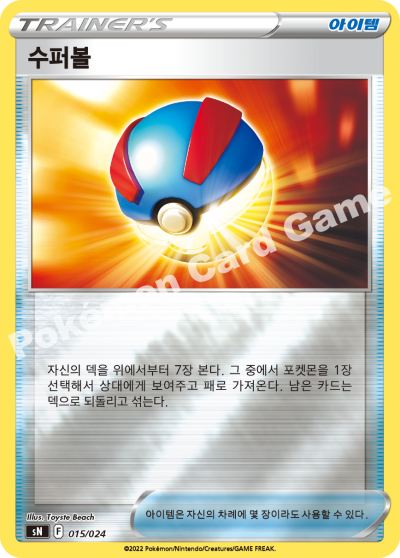 TRAINER'S
아이템
수퍼볼
Pokémon Card Game
자신의 덱을 위에서부터 7장 본다. 그 중에서 포켓몬을 1장
선택해서 상대에게 보여주고 패로 가져온다. 남은 카드는
덱으로 되돌리고 섞는다.
Illus. Toyste Beach
sN F 015/024
아이템은 자신의 차례에 몇 장이라도 사용할 수 있다.
©2022 Pokémon/Nintendo/Creatures/GAME FREAK.